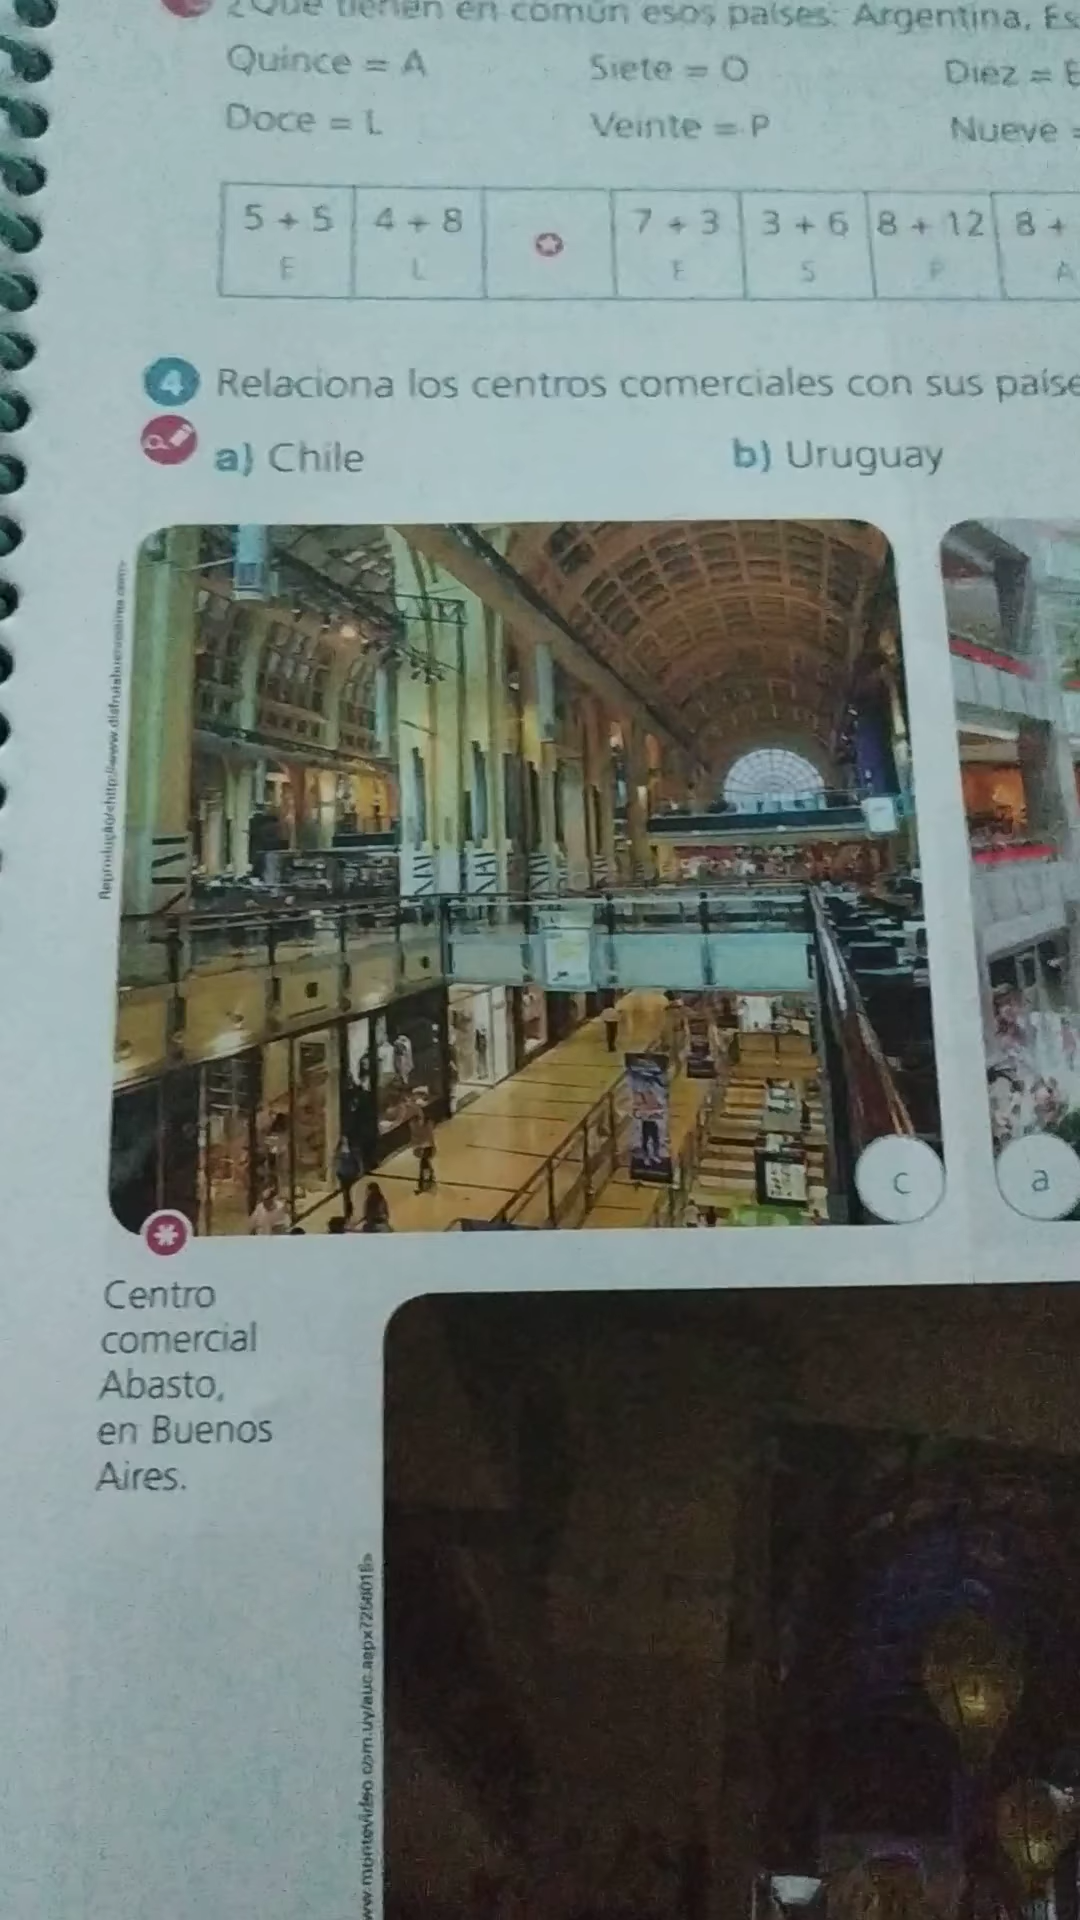 ¿Qué tienen en común esos países: Argentina,
Quince = A Siete = O Diez = E
Doce = L Veinte = P Nueve =
5 + 5 4 + 8 7 + 3 3 + 6 8 + 12 8 +
E L E S P A
4 Relaciona los centros comerciales con sus
a) Chile b) Uruguay
c a
Centro
comercial
Abasto,
en Buenos
Aires.